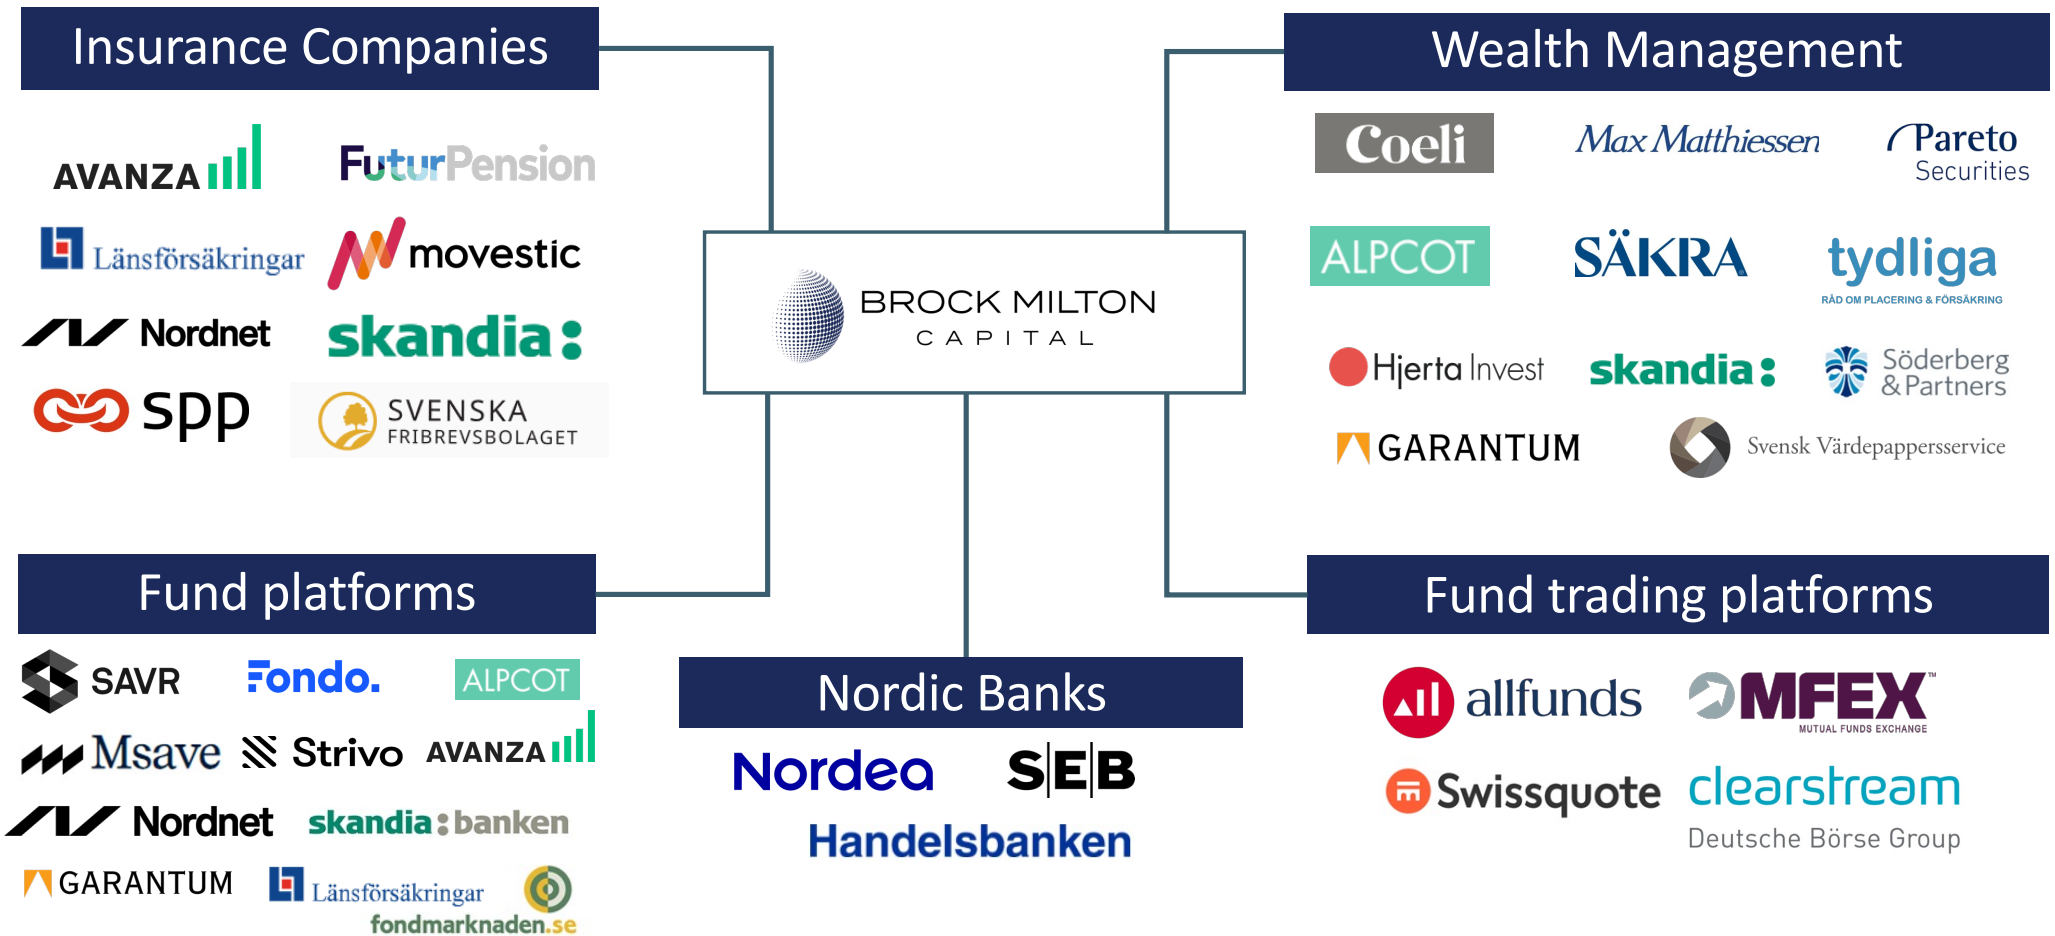 Insurance Companies
AVANZA
FuturPension
Länsförsäkringar
movestic
Nordnet
skandia:
spp
SVENSKA
FRIBREVSBOLAGET
Wealth Management
Coeli
Max Matthiessen
Pareto
Securities
ALPCOT
SÄKRA
tydliga
RÅD OM PLACERING & FÖRSÄKRING
Hjerta Invest
skandia:
Söderberg
& Partners
GARANTUM
Svensk Värdepappersservice
BROCK MILTON
CAPITAL
Fund platforms
SAVR
Fondo.
ALPCOT
Msave
Strivo
AVANZA
Nordnet
skandia:banken
GARANTUM
Länsförsäkringar
fondmarknaden.se
Nordic Banks
Nordea
S|E|B
Handelsbanken
Fund trading platforms
allfunds
MFEX™
MUTUAL FUNDS EXCHANGE
Swissquote
clearstream
Deutsche Börse Group